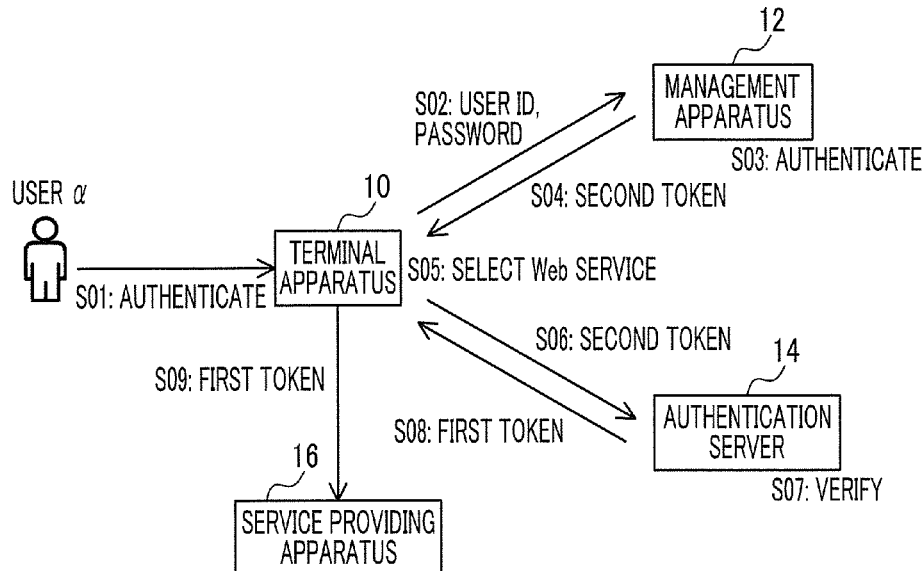 12
MANAGEMENT
APPARATUS
S02: USER ID,
PASSWORD
S03: AUTHENTICATE
S04: SECOND TOKEN
USER α
10
TERMINAL
APPARATUS
S05: SELECT Web SERVICE
S01: AUTHENTICATE
S06: SECOND TOKEN
S09: FIRST TOKEN
14
S08: FIRST TOKEN
AUTHENTICATION
SERVER
16
S07: VERIFY
SERVICE PROVIDING
APPARATUS